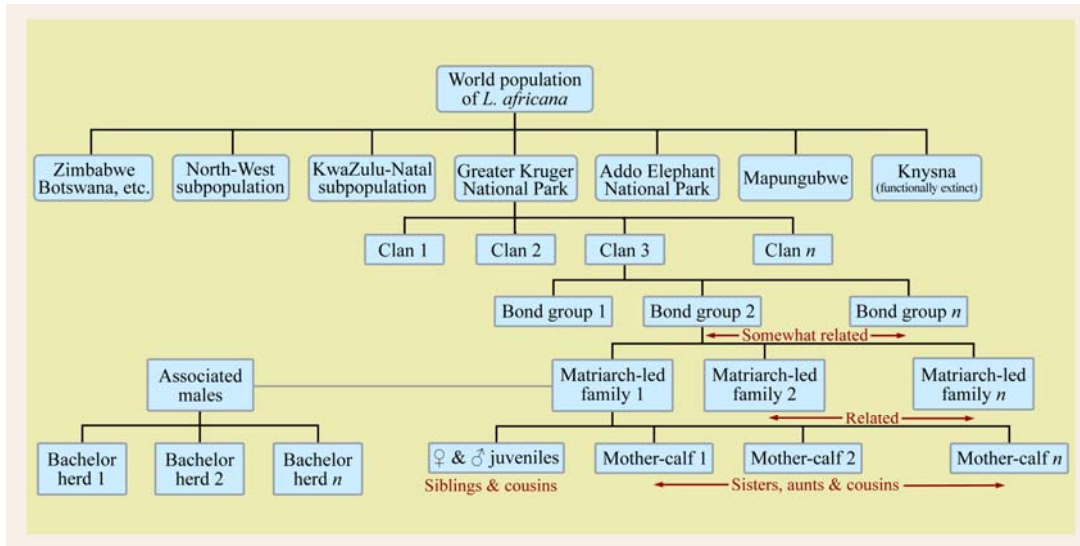 World population
of L. africana
Zimbabwe
Botswana, etc.
North-West
subpopulation
KwaZulu-Natal
subpopulation
Greater Kruger
National Park
Addo Elephant
National Park
Mapungubwe
Knysna
(functionally extinct)
Clan 1
Clan 2
Clan 3
Clan n
Bond group 1
Bond group 2
Bond group n
Somewhat related
Associated
males
Matriarch-led
family 1
Matriarch-led
family 2
Matriarch-led
family n
Related
Bachelor
herd 1
Bachelor
herd 2
Bachelor
herd n
♀ & ♂ juveniles
Mother-calf 1
Mother-calf 2
Mother-calf n
Siblings & cousins
Sisters, aunts & cousins